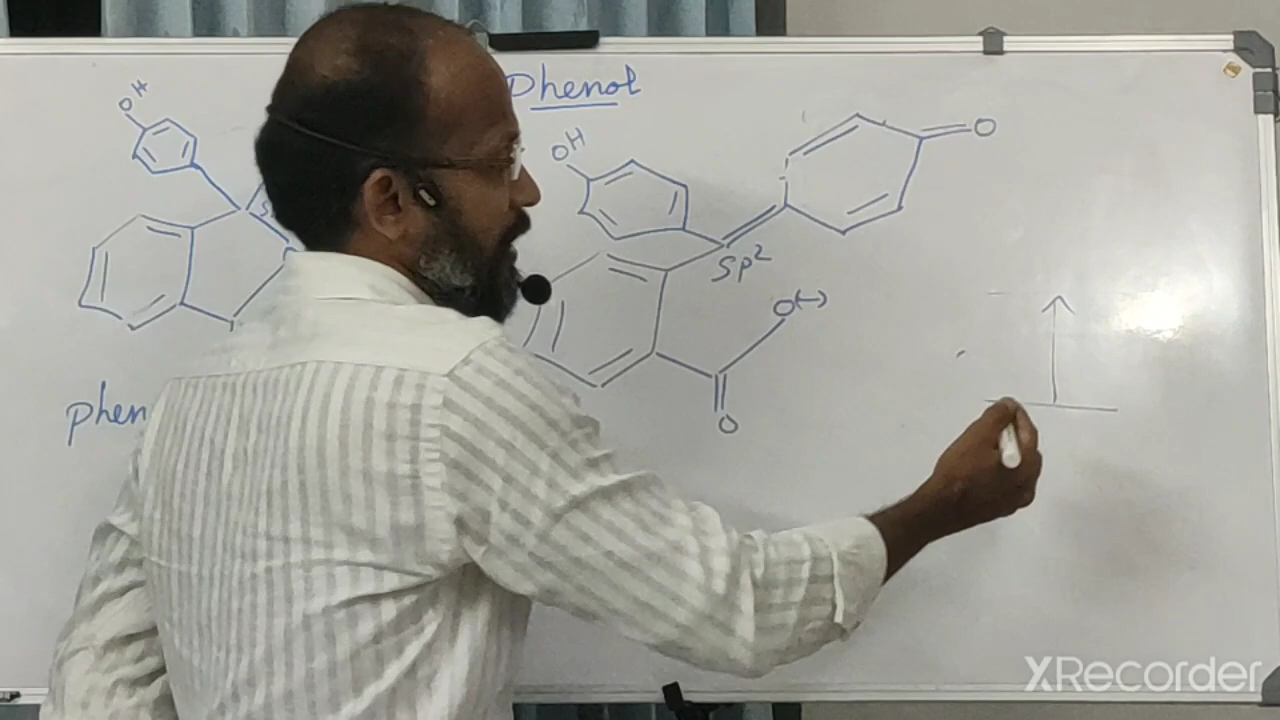 Phenol
OH
OH
O
Sp²
O(-)
O
phen
XRecorder